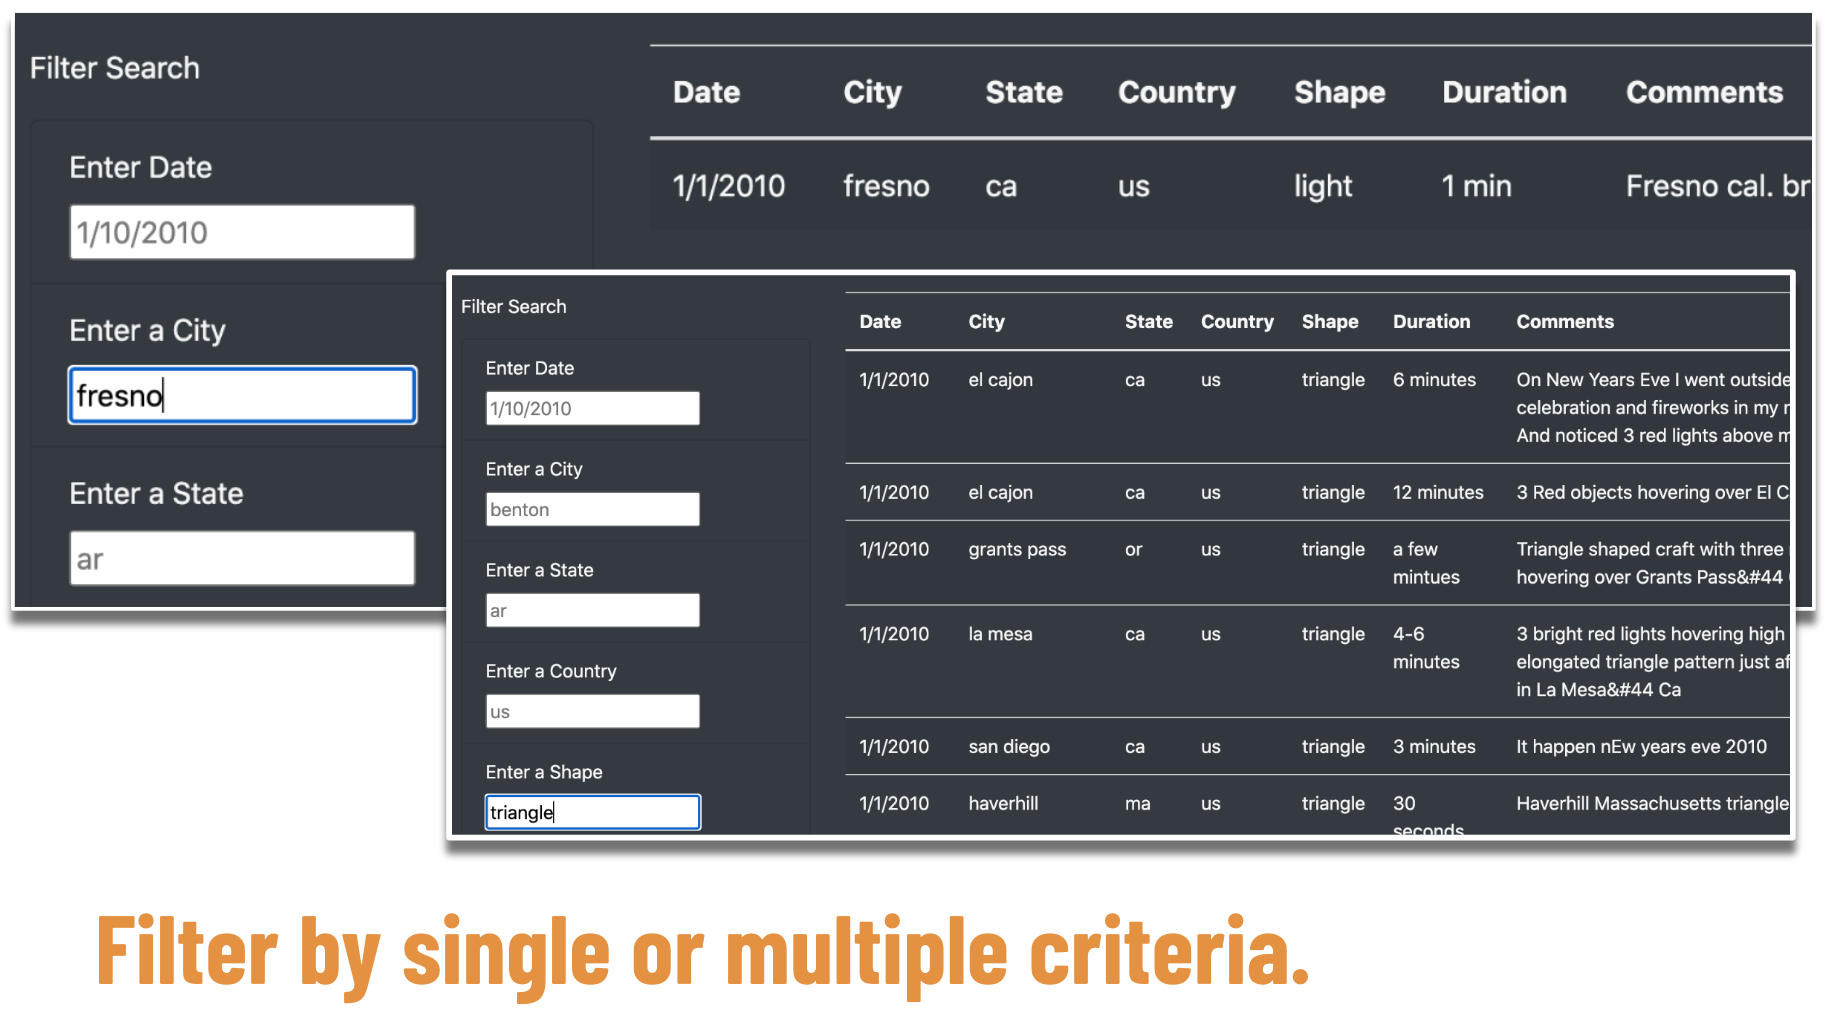 Filter Search
Date City State Country Shape Duration Comments
Enter Date
1/10/2010
1/1/2010 fresno ca us light 1 min Fresno cal. br
Enter a City
fresno
Enter a State
ar
Filter Search
Date City State Country Shape Duration Comments
Enter Date
1/10/2010
Enter a City
benton
Enter a State
ar
Enter a Country
us
Enter a Shape
triangle
1/1/2010 el cajon ca us triangle 6 minutes On New Years Eve I went outside
celebration and fireworks in my
And noticed 3 red lights above
1/1/2010 el cajon ca us triangle 12 minutes 3 Red objects hovering over El C
1/1/2010 grants pass or us triangle a few Triangle shaped craft with three
mintues hovering over Grants Pass&#44
1/1/2010 la mesa ca us triangle 4-6 3 bright red lights hovering high
minutes elongated triangle pattern just af
in La Mesa&#44 Ca
1/1/2010 san diego ca us triangle 3 minutes It happen nEw years eve 2010
1/1/2010 haverhill ma us triangle 30 Haverhill Massachusetts triangle
seconds
Filter by single or multiple criteria.